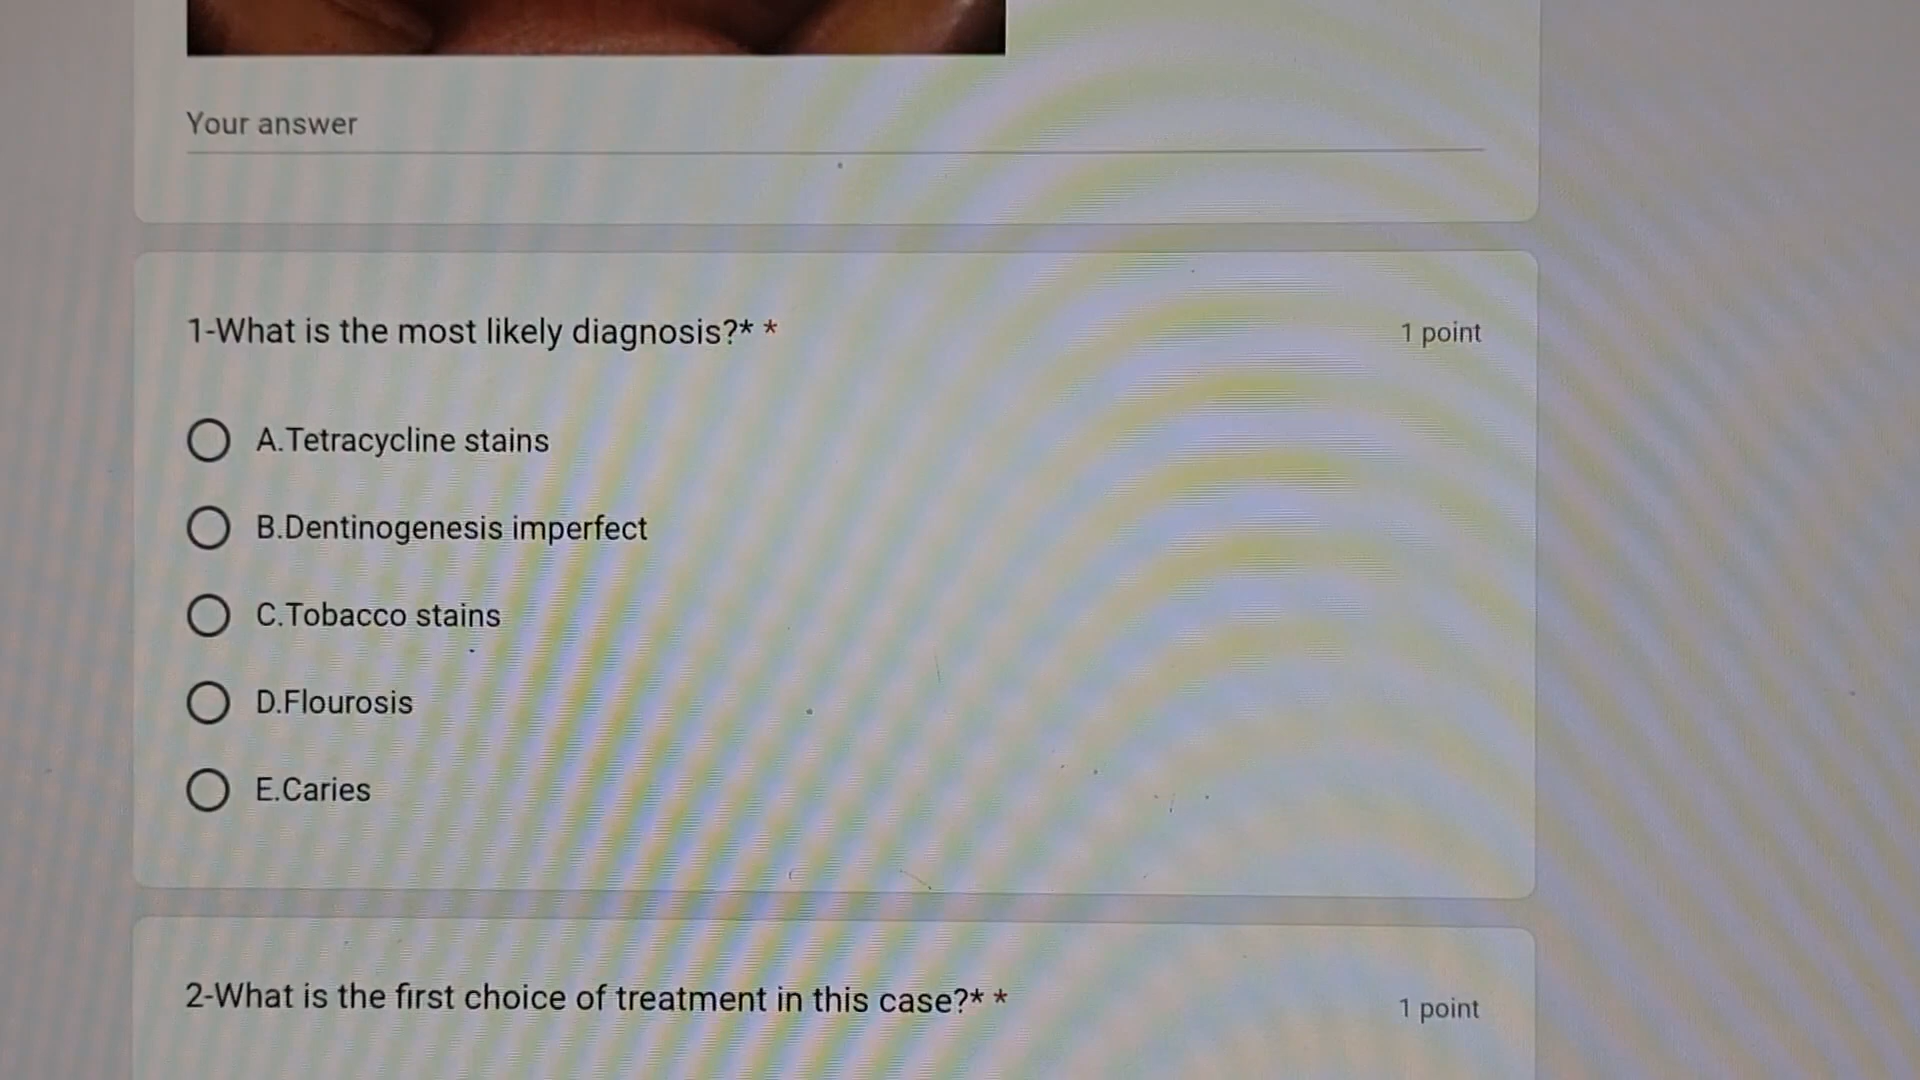 Your answer
1-What is the most likely diagnosis?* *
1 point
A.Tetracycline stains
B.Dentinogenesis imperfect
C.Tobacco stains
D.Flourosis
E.Caries
2-What is the first choice of treatment in this case?* *
1 point